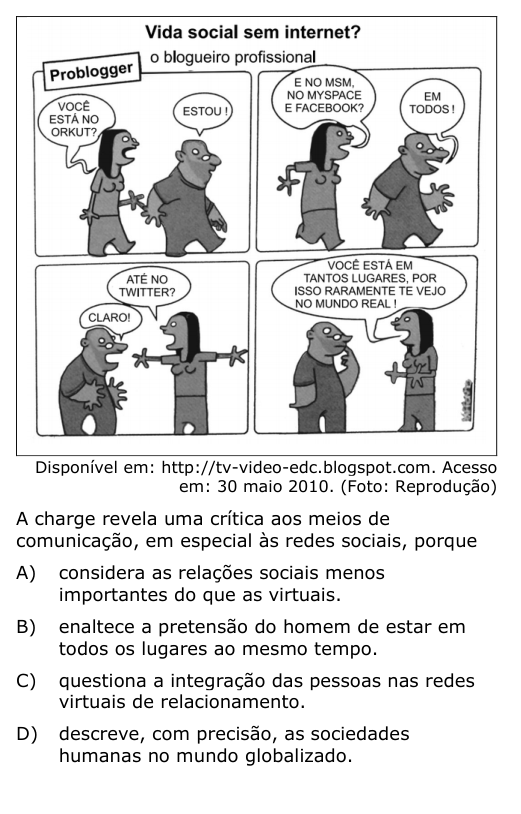 Vida social sem internet?
o blogueiro profissional
Problogger
VOCÊ
ESTÁ NO
ORKUT?
ESTOU !
E NO MSM,
NO MYSPACE
E FACEBOOK?
EM
TODOS !
ATÉ NO
TWITTER?
CLARO!
VOCÊ ESTÁ EM
TANTOS LUGARES, POR
ISSO RARAMENTE TE VEJO
NO MUNDO REAL !
Disponível em: http://tv-video-edc.blogspot.com. Acesso
em: 30 maio 2010. (Foto: Reprodução)
A charge revela uma crítica aos meios de
comunicação, em especial às redes sociais, porque
A) considera as relações sociais menos
importantes do que as virtuais.
B) enaltece a pretensão do homem de estar em
todos os lugares ao mesmo tempo.
C) questiona a integração das pessoas nas redes
virtuais de relacionamento.
D) descreve, com precisão, as sociedades
humanas no mundo globalizado.